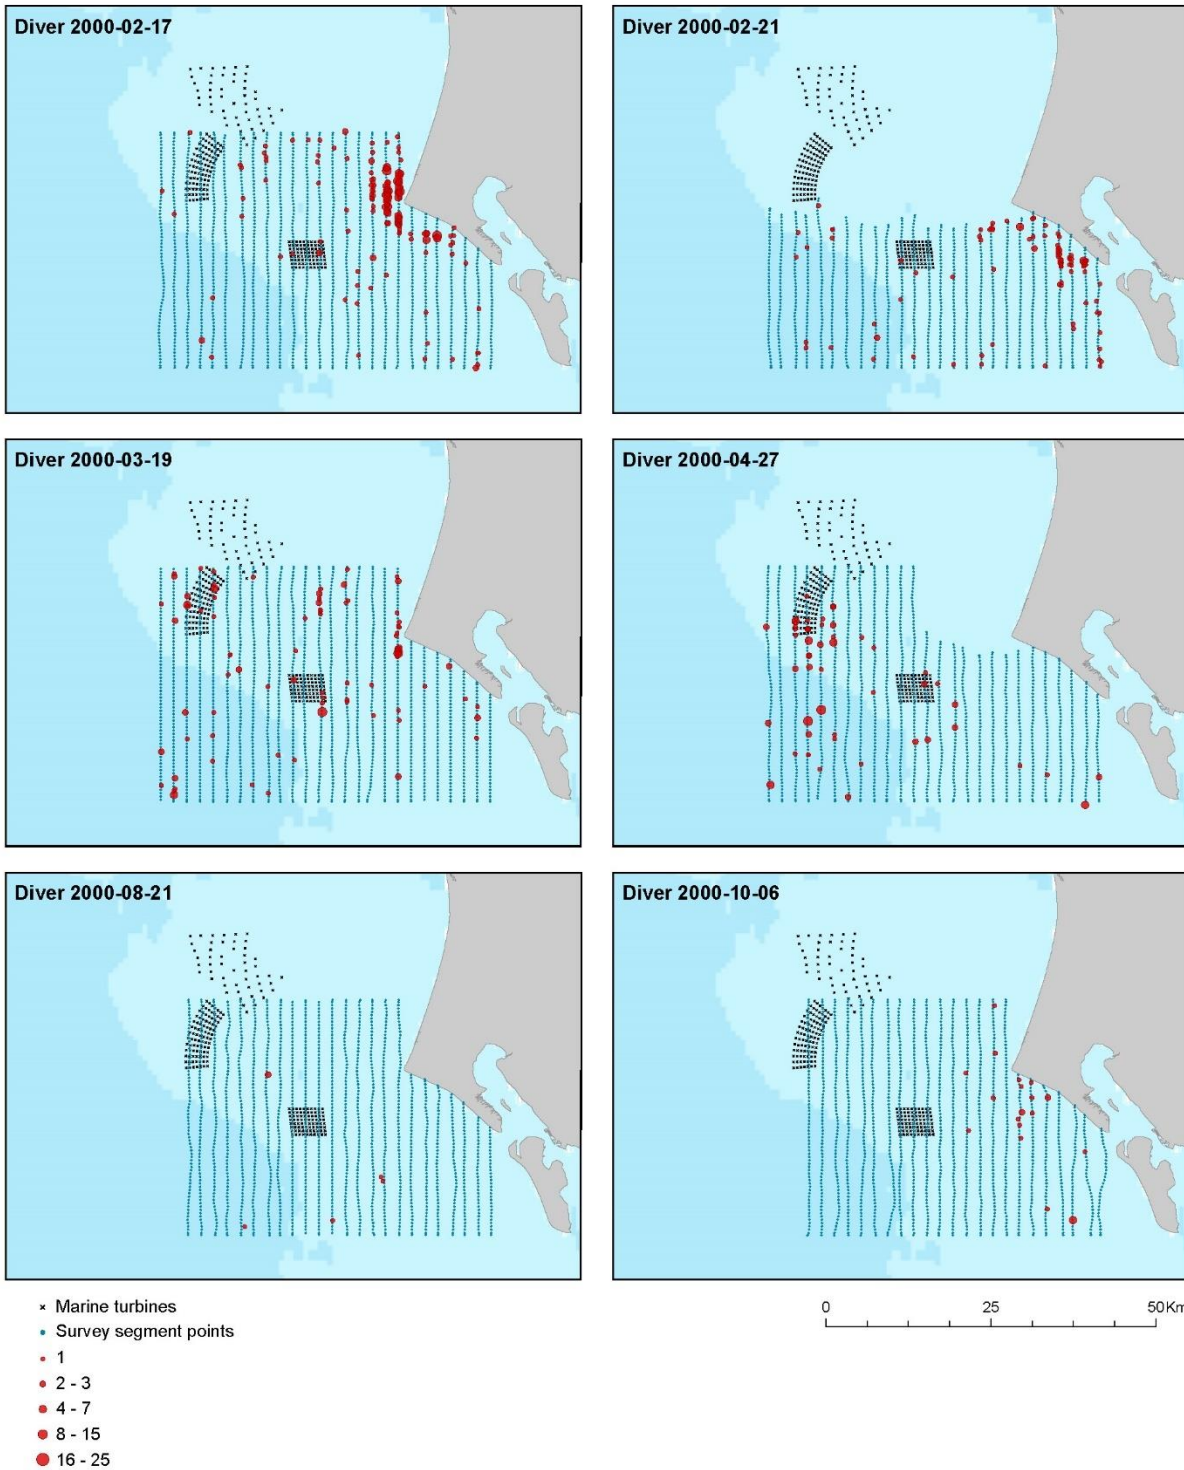 Diver 2000-02-17
Diver 2000-02-21
Diver 2000-03-19
Diver 2000-04-27
Diver 2000-08-21
Diver 2000-10-06
Marine turbines
Survey segment points
1
2 - 3
4 - 7
8 - 15
16 - 25
0 25 50 Km